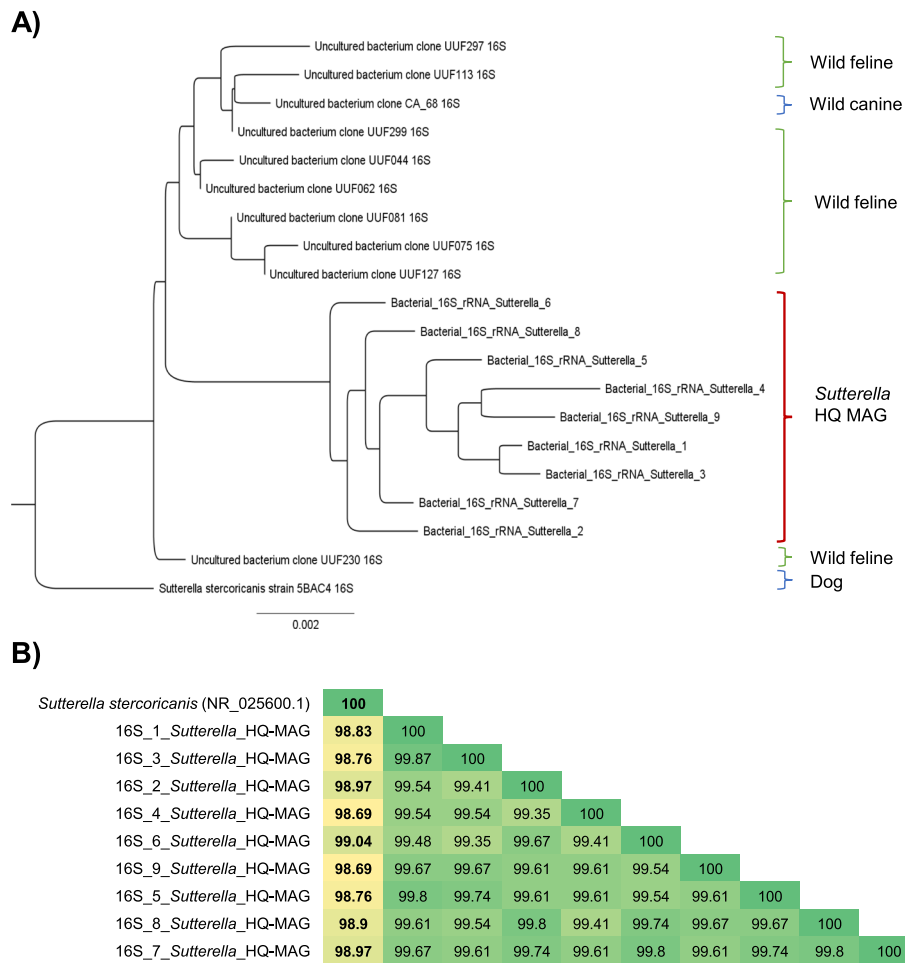 A)
Uncultured bacterium clone UUF297 16S
Uncultured bacterium clone UUF113 16S
Wild feline
Uncultured bacterium clone CA_68 16S
Wild canine
Uncultured bacterium clone UUF299 16S
Uncultured bacterium clone UUF044 16S
Uncultured bacterium clone UUF062 16S
Wild feline
Uncultured bacterium clone UUF081 16S
Uncultured bacterium clone UUF075 16S
Uncultured bacterium clone UUF127 16S
Bacterial_16S_rRNA_Sutterella_6
Bacterial_16S_rRNA_Sutterella_8
Bacterial_16S_rRNA_Sutterella_5
Bacterial_16S_rRNA_Sutterella_4
Sutterella
HQ MAG
Bacterial_16S_rRNA_Sutterella_9
Bacterial_16S_rRNA_Sutterella_1
Bacterial_16S_rRNA_Sutterella_3
Bacterial_16S_rRNA_Sutterella_7
Bacterial_16S_rRNA_Sutterella_2
Uncultured bacterium clone UUF230 16S
Wild feline
Sutterella stercoricanis strain 5BAC4 16S
Dog
0.002
B)
Sutterella stercoricanis (NR_025600.1) 100
16S_1_Sutterella_HQ-MAG 98.83 100
16S_3_Sutterella_HQ-MAG 98.76 99.87 100
16S_2_Sutterella_HQ-MAG 98.97 99.54 99.41 100
16S_4_Sutterella_HQ-MAG 98.69 99.54 99.54 99.35 100
16S_6_Sutterella_HQ-MAG 99.04 99.48 99.35 99.67 99.41 100
16S_9_Sutterella_HQ-MAG 98.69 99.67 99.67 99.61 99.61 99.54 100
16S_5_Sutterella_HQ-MAG 98.76 99.8 99.74 99.61 99.61 99.54 99.61 100
16S_8_Sutterella_HQ-MAG 98.9 99.61 99.54 99.8 99.41 99.74 99.67 99.67 100
16S_7_Sutterella_HQ-MAG 98.97 99.67 99.61 99.74 99.61 99.8 99.61 99.74 99.8 100